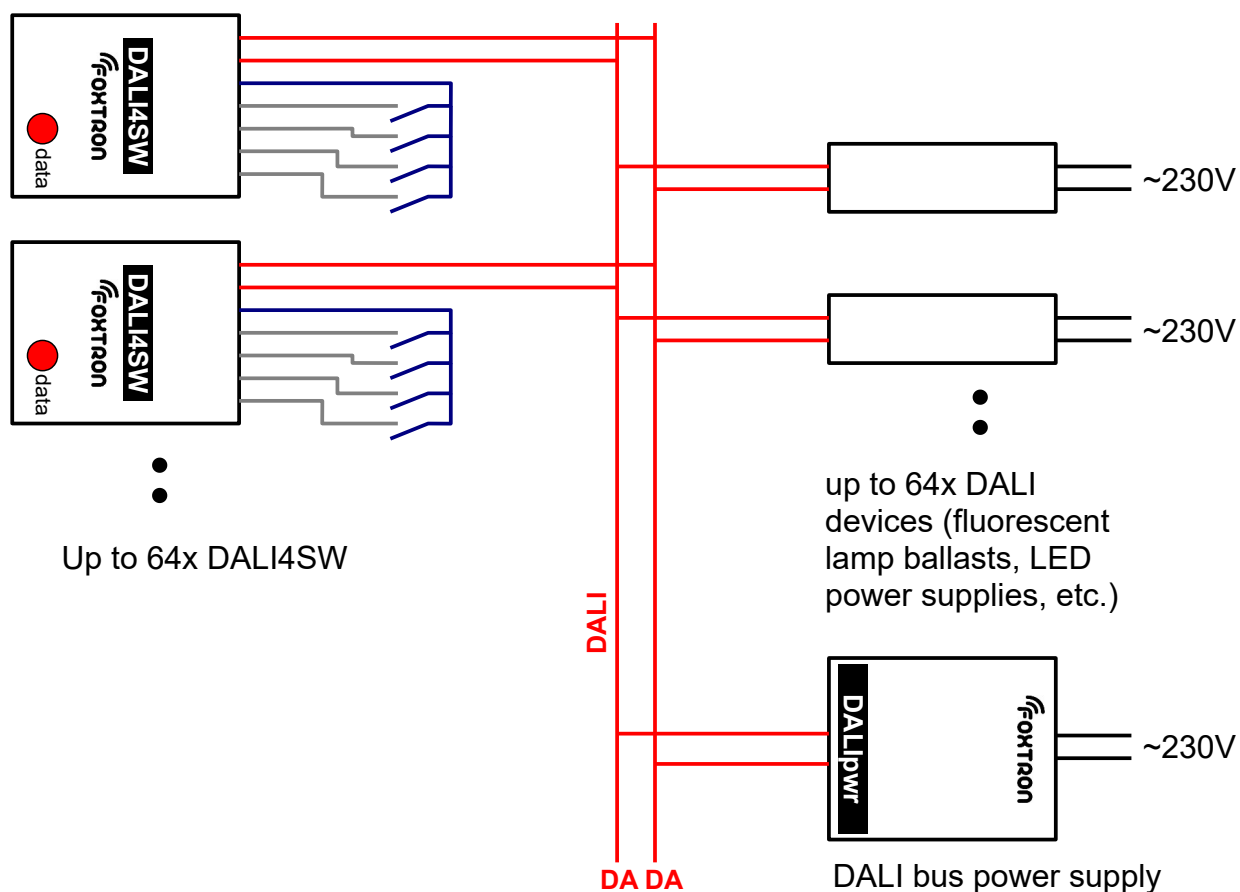 DALI4SW
FOXTRON
data
~230V
DALI4SW
FOXTRON
data
~230V
Up to 64x DALI4SW
up to 64x DALI
devices (fluorescent
lamp ballasts, LED
power supplies, etc.)
DALI
DALIpwr
FOXTRON
~230V
DA DA
DALI bus power supply